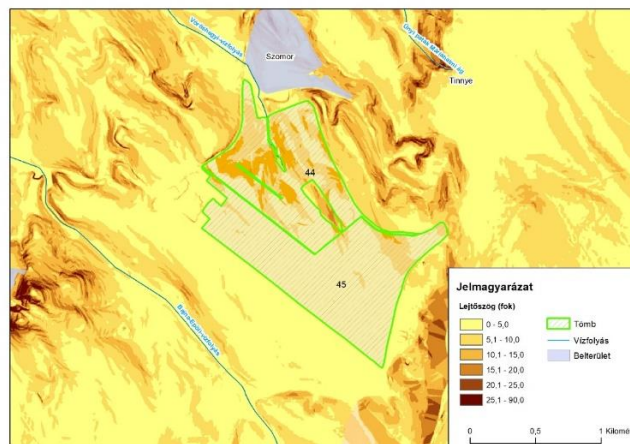 Szomor
Tinnye
44
45
Jelmagyarázat
Lejtőszög (fok)
0 - 5,0
5,1 - 10,0
10,1 - 15,0
15,1 - 20,0
20,1 - 25,0
25,1 - 90,0
Tömb
Vízfolyás
Belterület
0 0,5 1 Kilomé